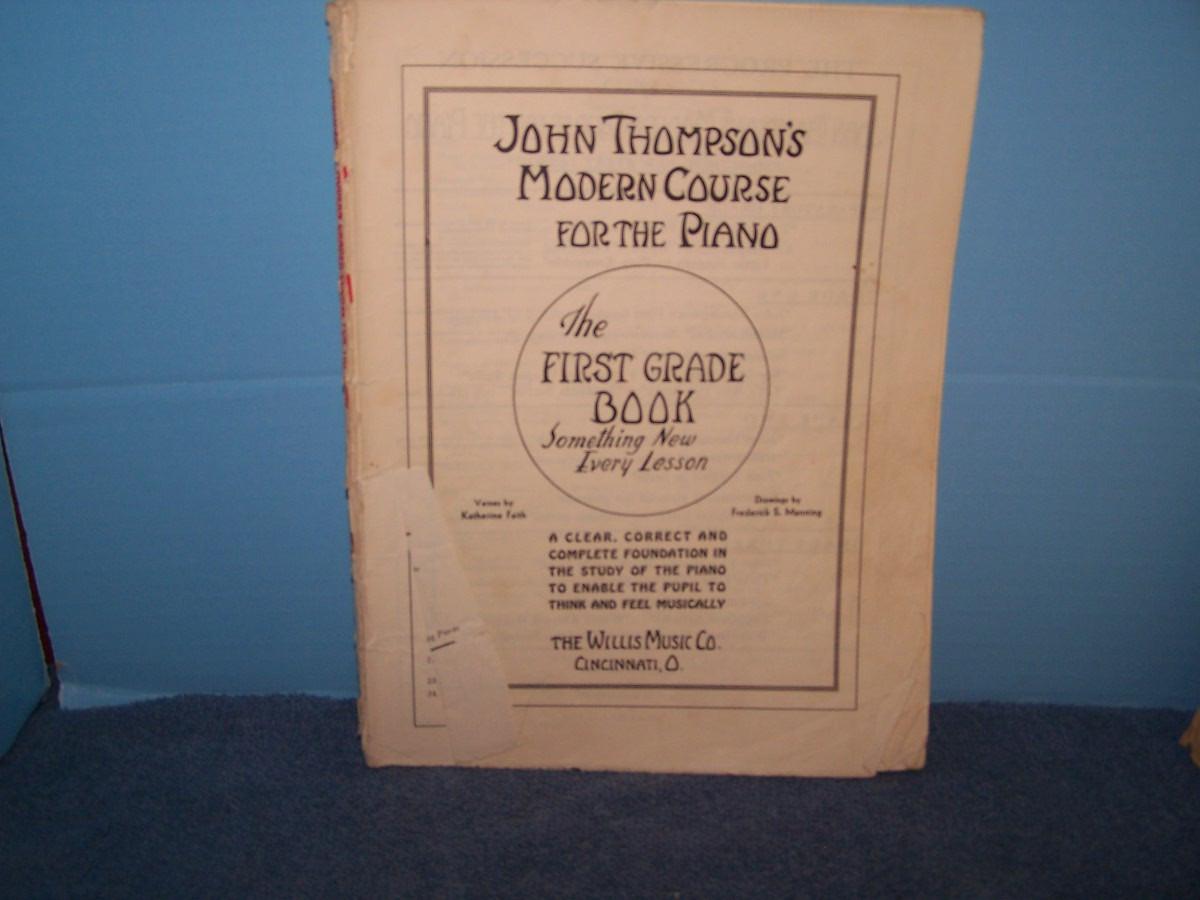 JOHN THOMPSON'S
MODERN COURSE
FOR THE PIANO
The
FIRST GRADE
BOOK
Something New
Every Lesson
Verses by
Katherine Faith
Drawings by
Frederick S. Manning
A CLEAR, CORRECT AND
COMPLETE FOUNDATION IN
THE STUDY OF THE PIANO
TO ENABLE THE PUPIL TO
THINK AND FEEL MUSICALLY
THE WILLIS MUSIC CO.
CINCINNATI, O.